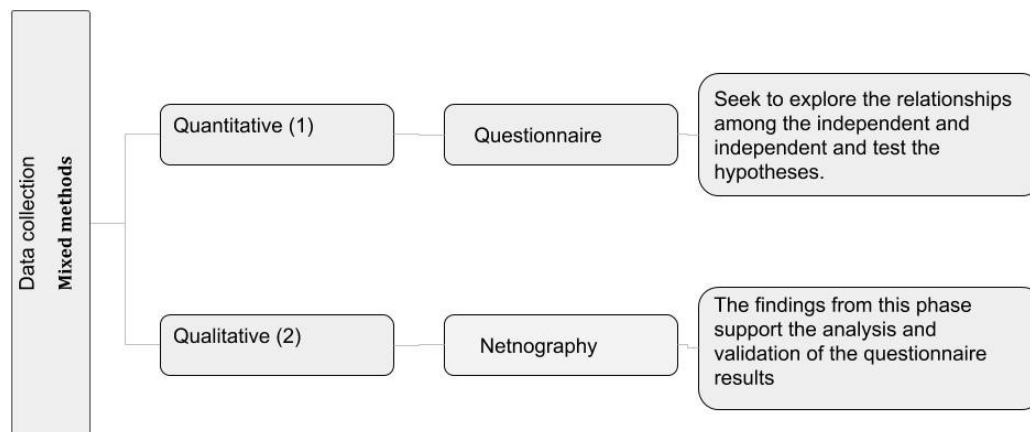 Data collection
Mixed methods
Quantitative (1)
Questionnaire
Seek to explore the relationships
among the independent and
independent and test the
hypotheses.
Qualitative (2)
Netnography
The findings from this phase
support the analysis and
validation of the questionnaire
results